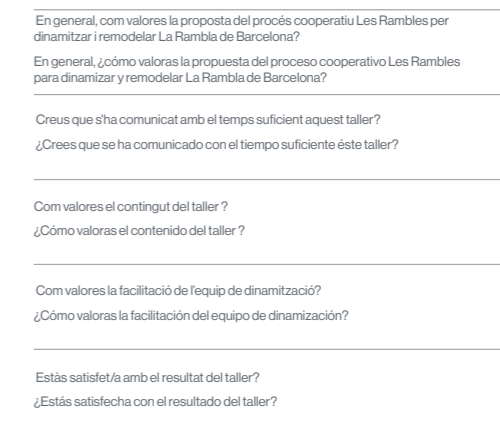 En general, com valores la proposta del procés cooperatiu Les Rambles per
dinamitzar i remodelar La Rambla de Barcelona?
En general, ¿cómo valoras la propuesta del proceso cooperativo Les Rambles
para dinamizar y remodelar La Rambla de Barcelona?
Creus que s'ha comunicat amb el temps suficient aquest taller?
¿Crees que se ha comunicado con el tiempo suficiente éste taller?
Com valores el contingut del taller ?
¿Cómo valoras el contenido del taller ?
Com valores la facilitació de l'equip de dinamització?
¿Cómo valoras la facilitación del equipo de dinamización?
Estàs satisfet/a amb el resultat del taller?
¿Estás satisfecha con el resultado del taller?